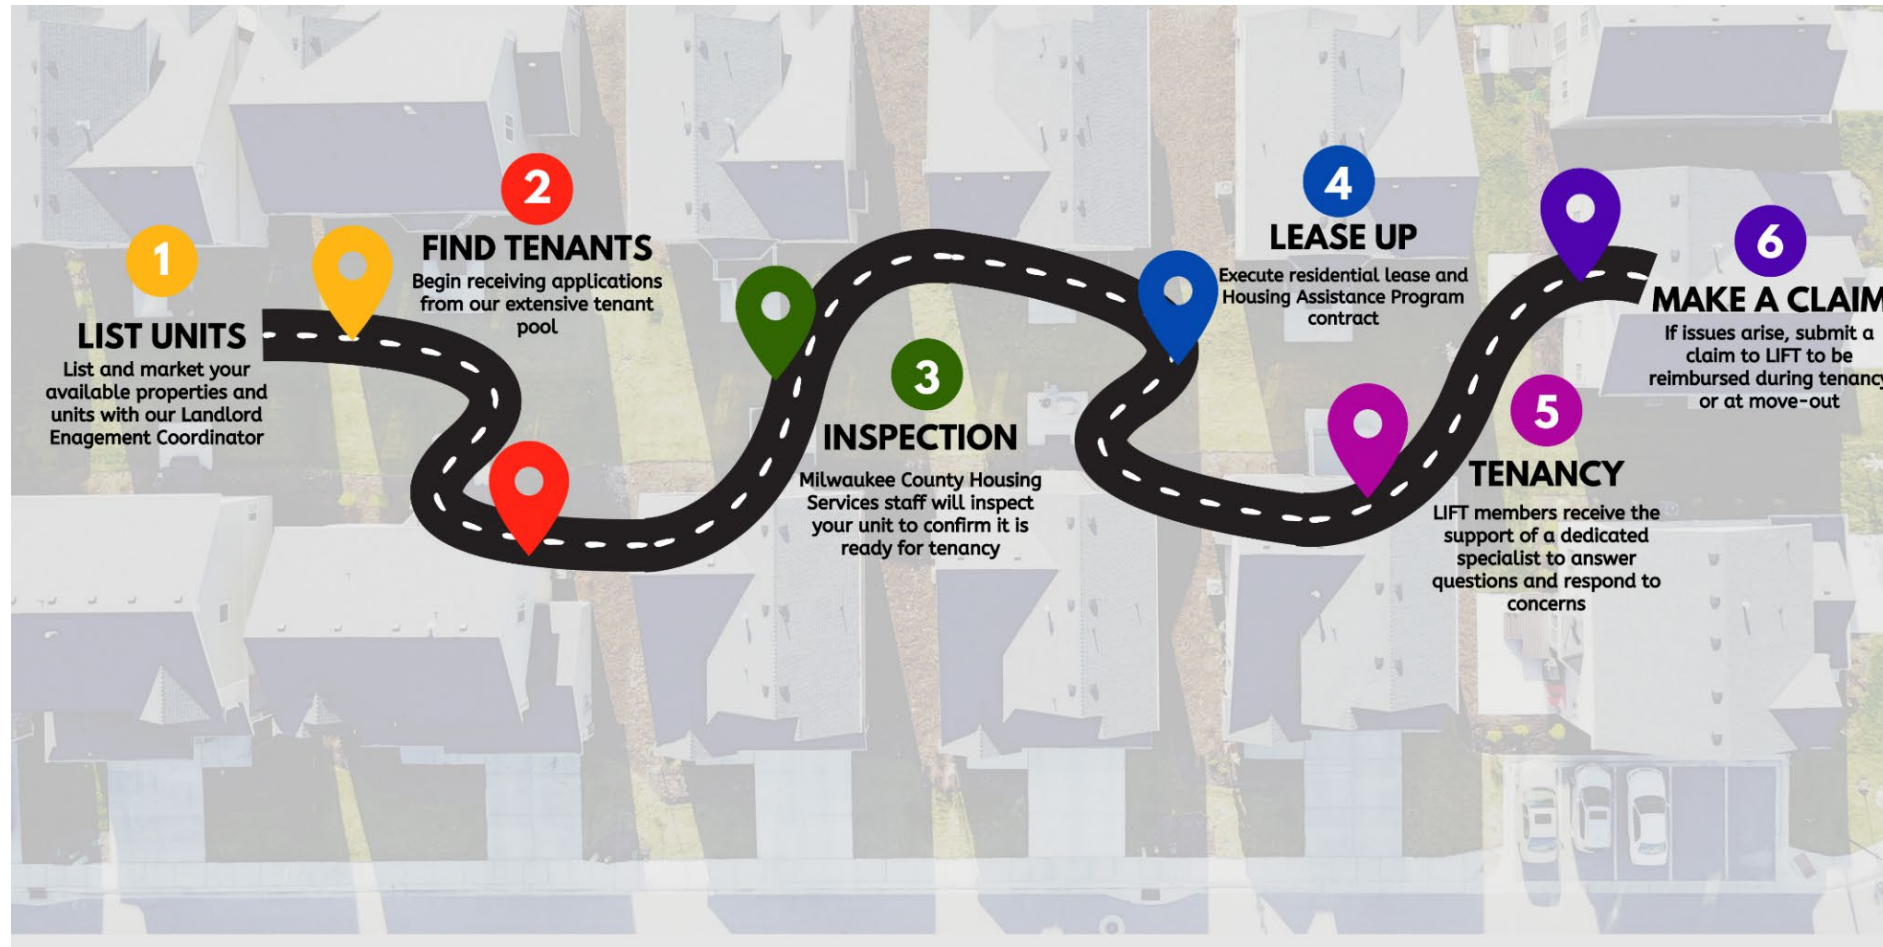 1
LIST UNITS
List and market your
available properties and
units with our Landlord
Enagement Coordinator
2
FIND TENANTS
Begin receiving applications
from our extensive tenant
pool
3
INSPECTION
Milwaukee County Housing
Services staff will inspect
your unit to confirm it is
ready for tenancy
4
LEASE UP
Execute residential lease and
Housing Assistance Program
contract
5
TENANCY
LIFT members receive the
support of a dedicated
specialist to answer
questions and respond to
concerns
6
MAKE A CLAIM
If issues arise, submit a
claim to LIFT to be
reimbursed during tenancy
or at move-out